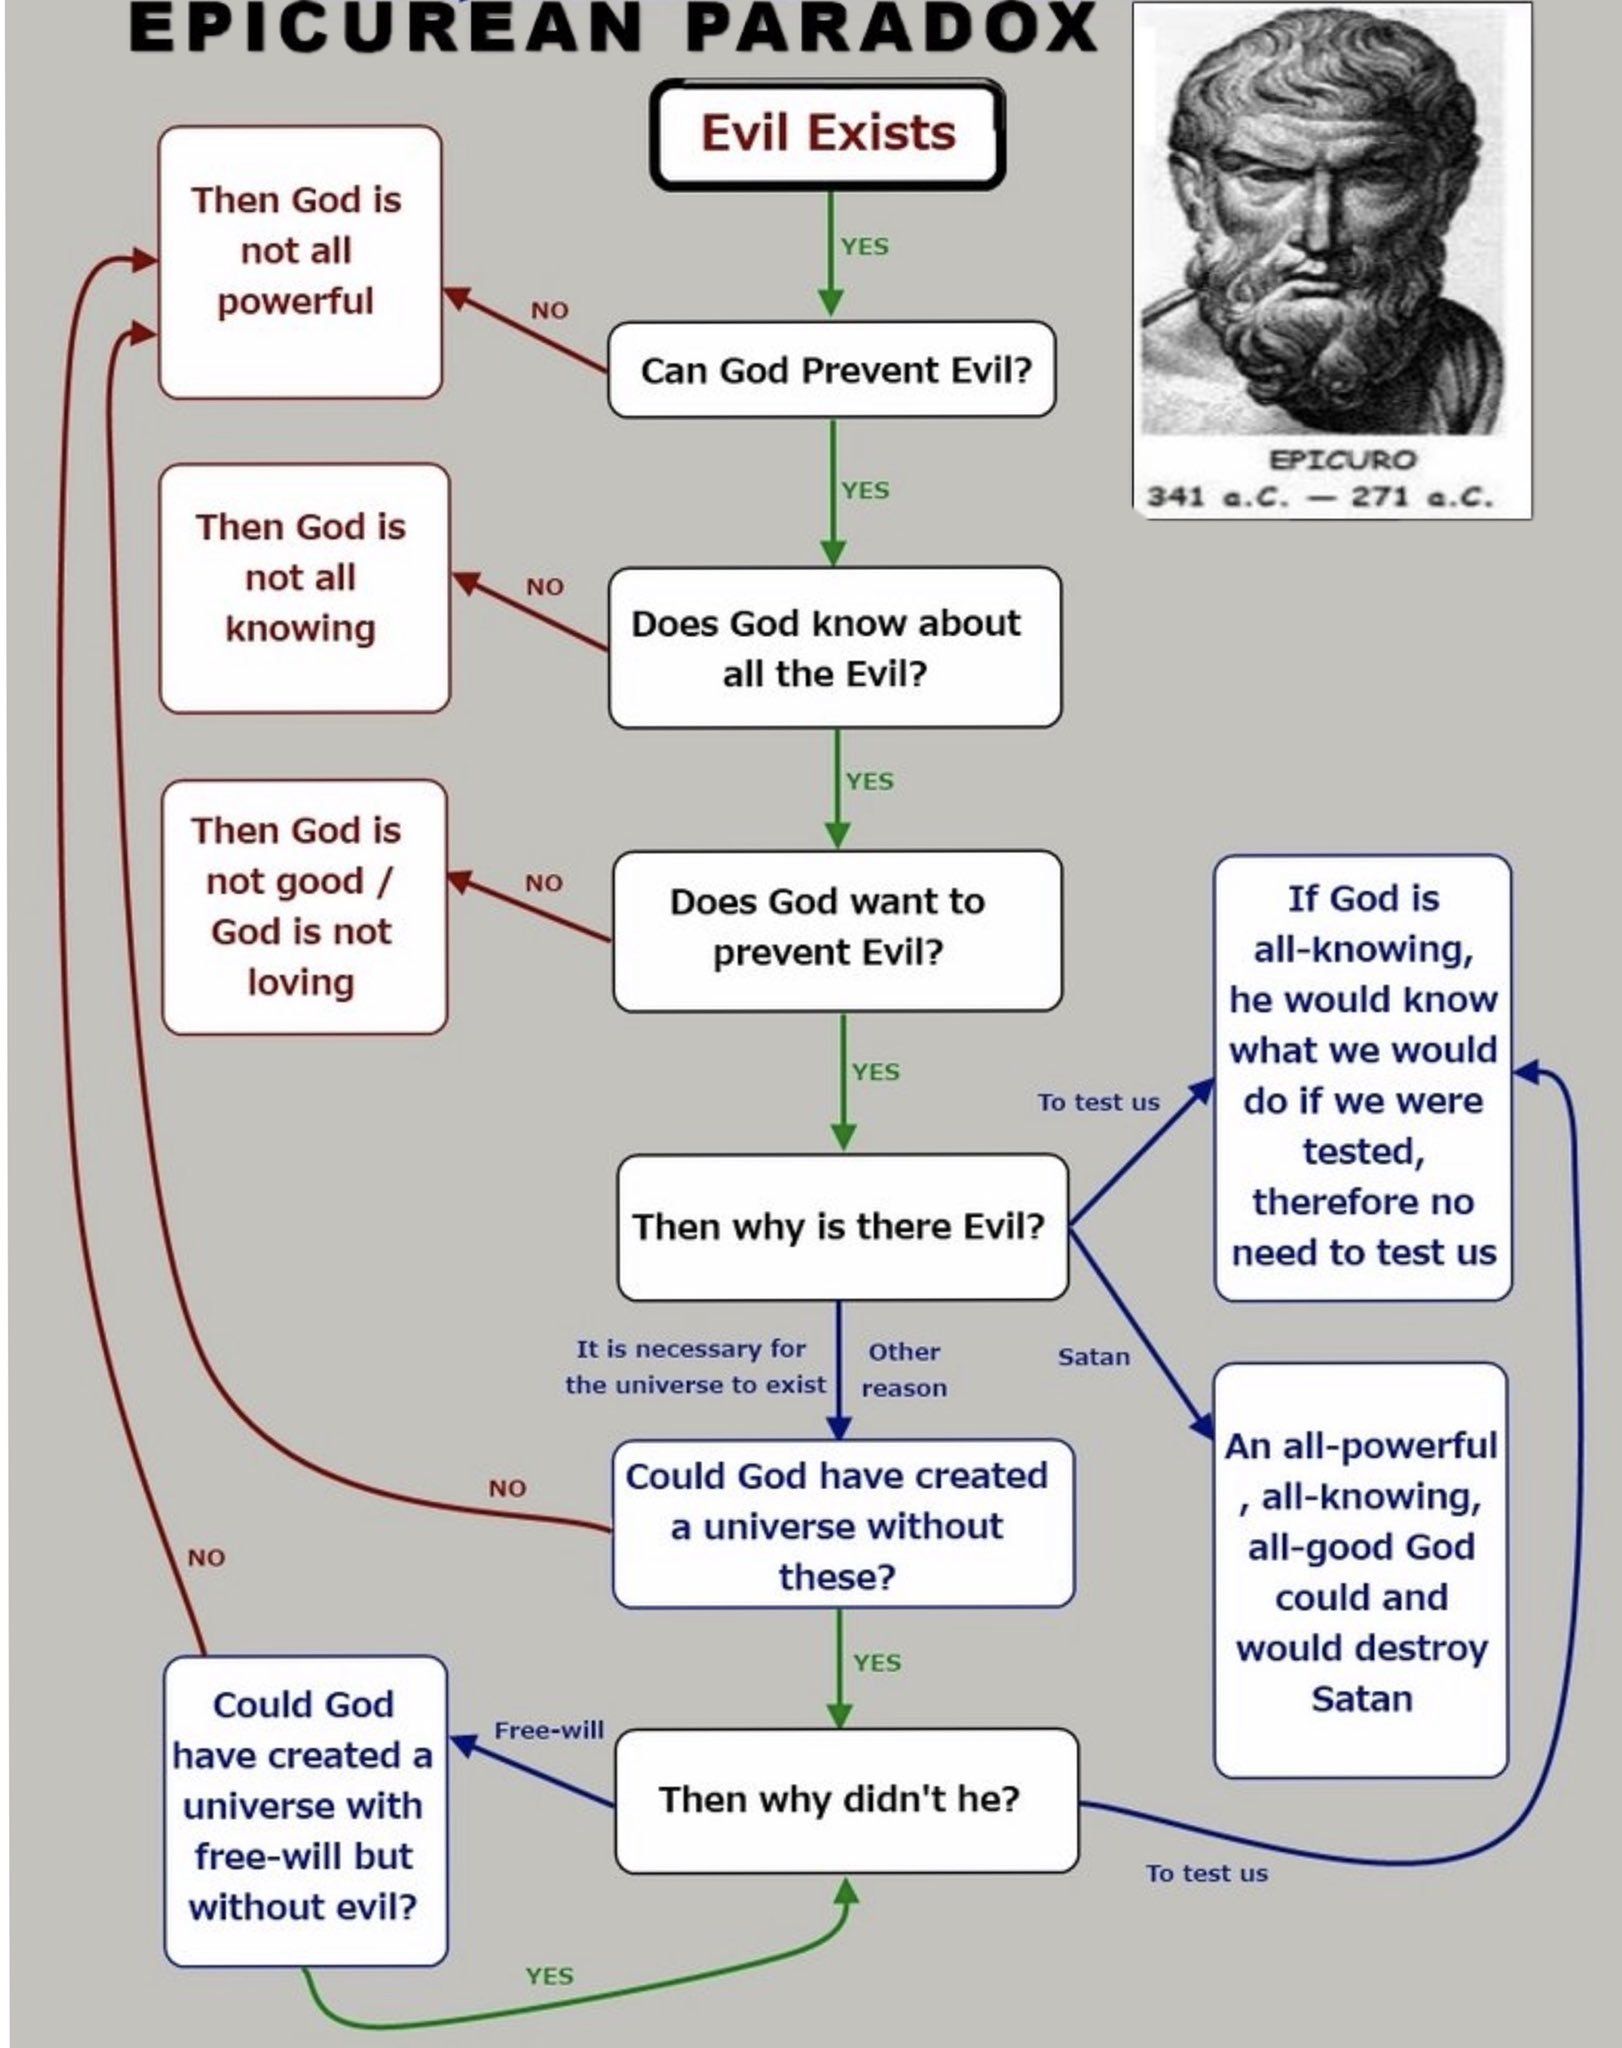 EPICUREAN PARADOX
Evil Exists
YES
Then God is
not all
powerful
NO
Can God Prevent Evil?
EPICURO
341 a.C. — 271 a.C.
YES
Then God is
not all
knowing
NO
Does God know about
all the Evil?
YES
Then God is
not good /
God is not
loving
NO
Does God want to
prevent Evil?
YES
To test us
If God is
all-knowing,
he would know
what we would
do if we were
tested,
therefore no
need to test us
Then why is there Evil?
It is necessary for
the universe to exist
Other
reason
Satan
An all-powerful
, all-knowing,
all-good God
could and
would destroy
Satan
NO
Could God have created
a universe without
these?
NO
YES
Could God
have created a
universe with
free-will but
without evil?
Free-will
Then why didn't he?
To test us
YES